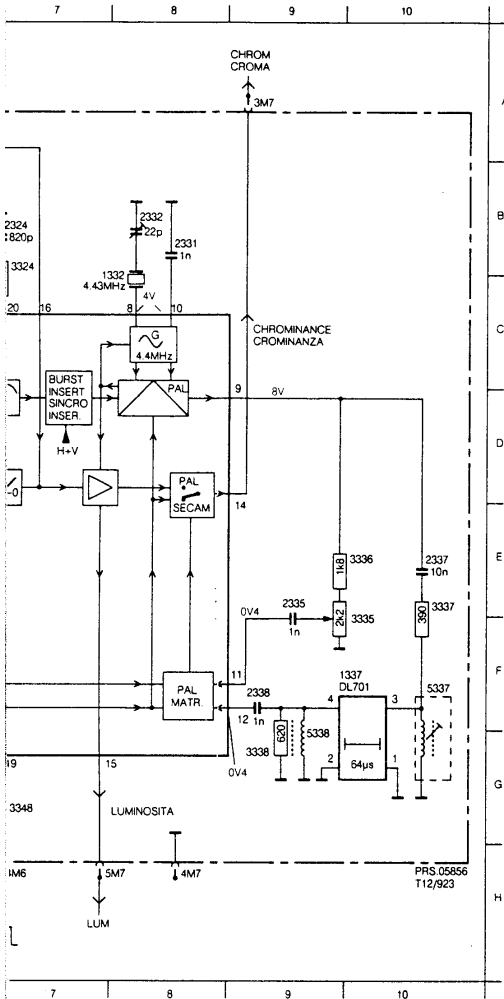 7 8 9 10
CHROM
CROMA
3M7
A
B
2324
820p
3324
2332
22p
2331
1n
1332
4.43MHz
4V
20 16 8 10
C
G
4.4MHz
CHROMINANCE
CROMINANZA
BURST
INSERT
SINCRO
INSER.
PAL
9 8V
D
H+V
-0
PAL
SECAM
14
E
1k8 3336
2337
10n
2335
1n
0V4
2k2 3335
390 3337
F
11
PAL
MATR.
2338
12 1n
1337
DL701
4 3
5337
620
3338
5338
2 1
64µs
0V4
G
19 15
3348
LUMINOSITA
5M7 4M7
PRS.05856
T12/923
H
LUM
7 8 9 10